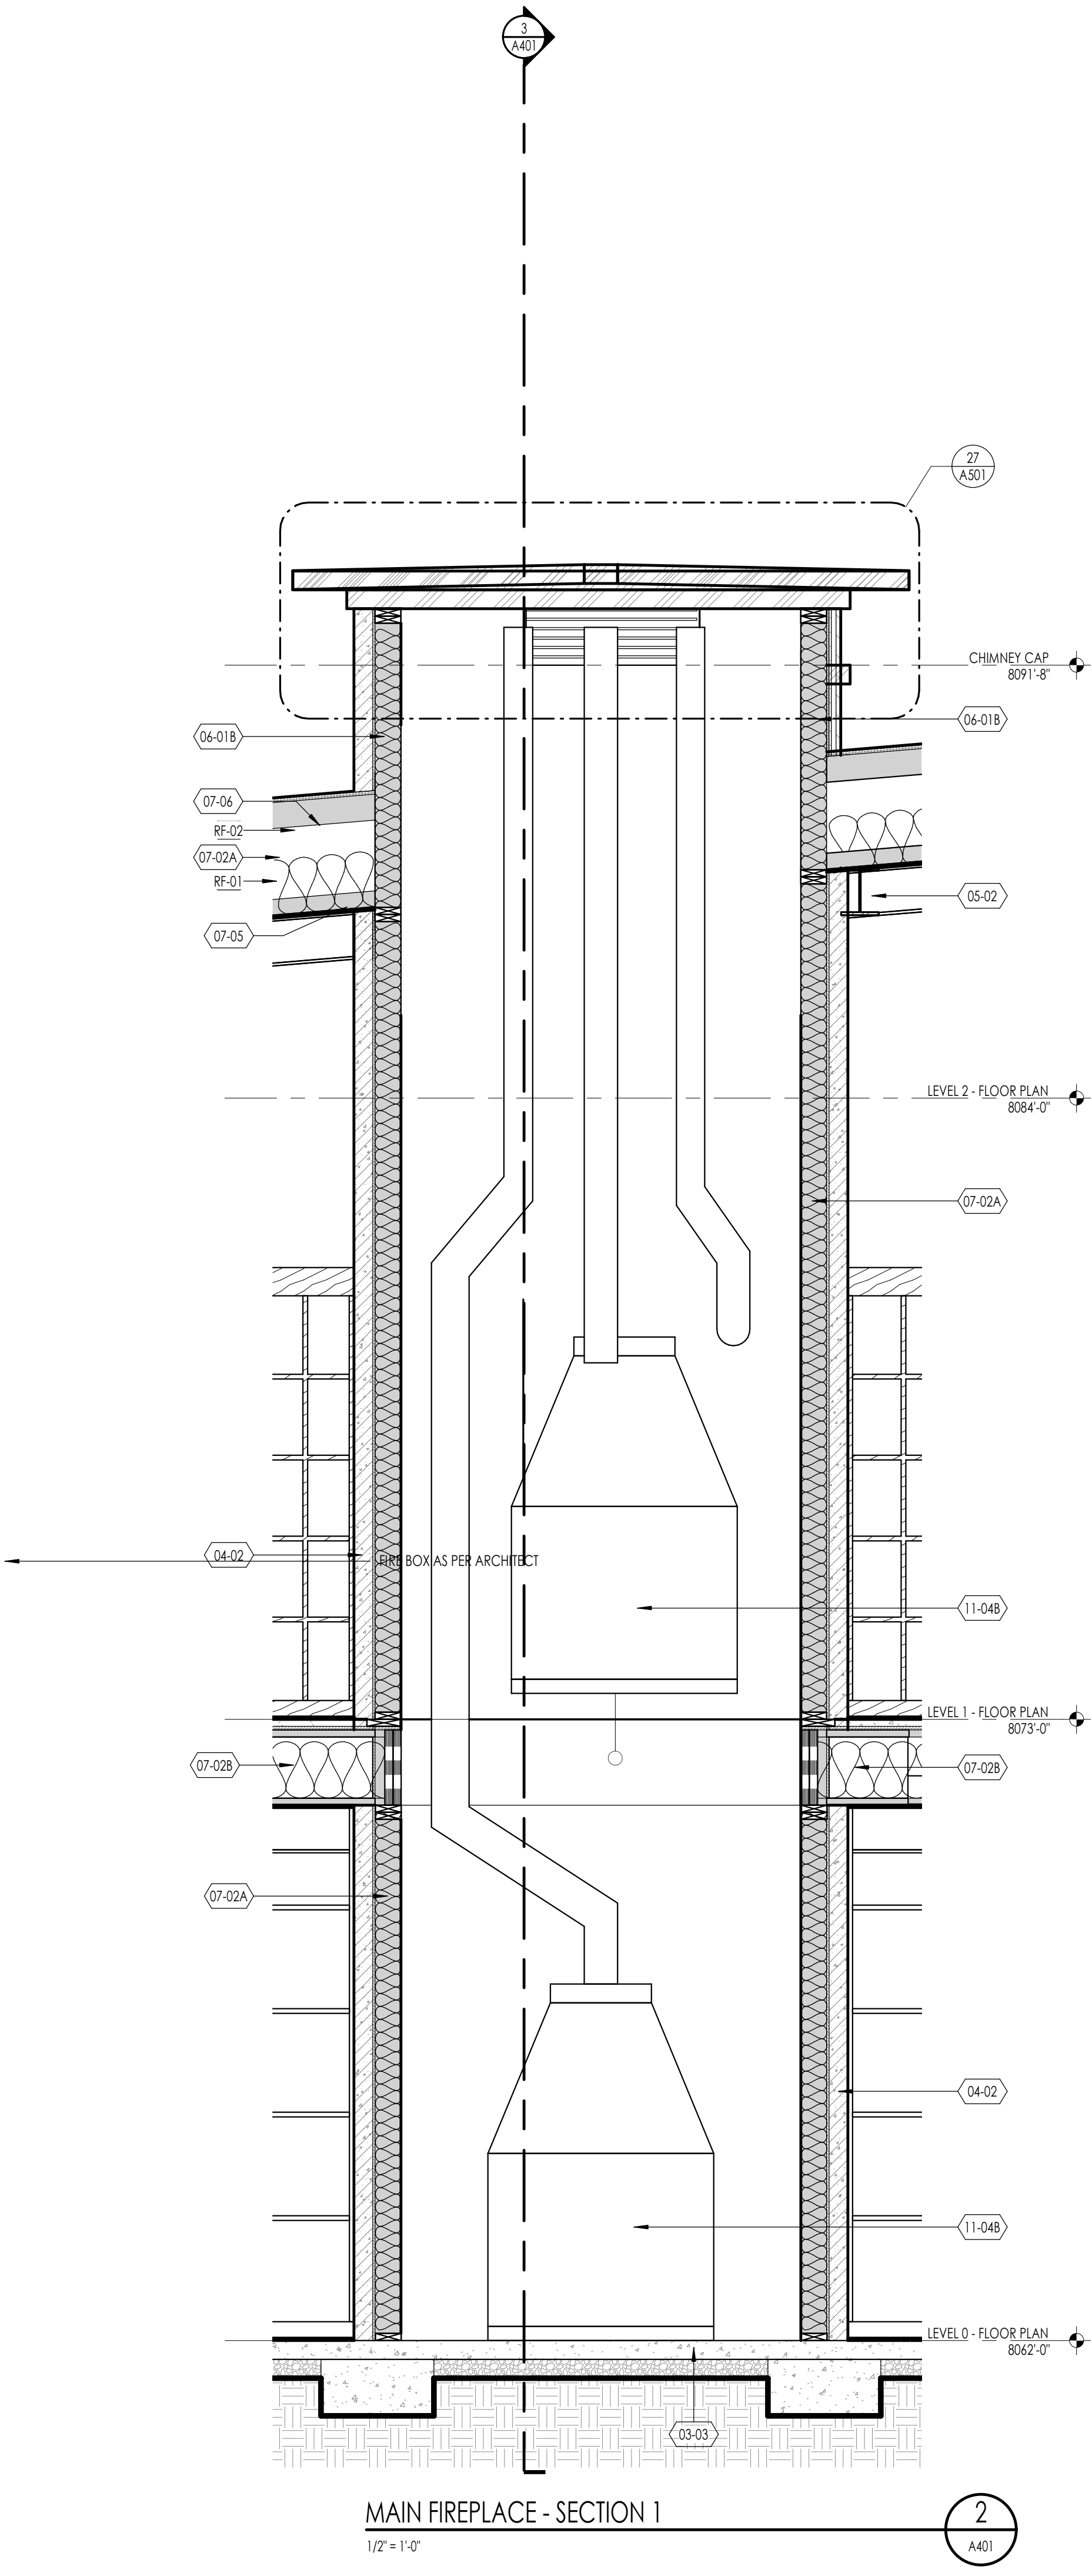 3
A401
27
A501
CHIMNEY CAP
8091'-8"
06-01B
06-01B
07-06
RF-02
07-02A
RF-01
07-05
05-02
LEVEL 2 - FLOOR PLAN
8084'-0"
07-02A
04-02
FIRE BOX AS PER ARCHITECT
11-04B
LEVEL 1 - FLOOR PLAN
8073'-0"
07-02B
07-02B
07-02A
04-02
11-04B
LEVEL 0 - FLOOR PLAN
8062'-0"
03-03
MAIN FIREPLACE - SECTION 1
2
1/2" = 1'-0"
A401